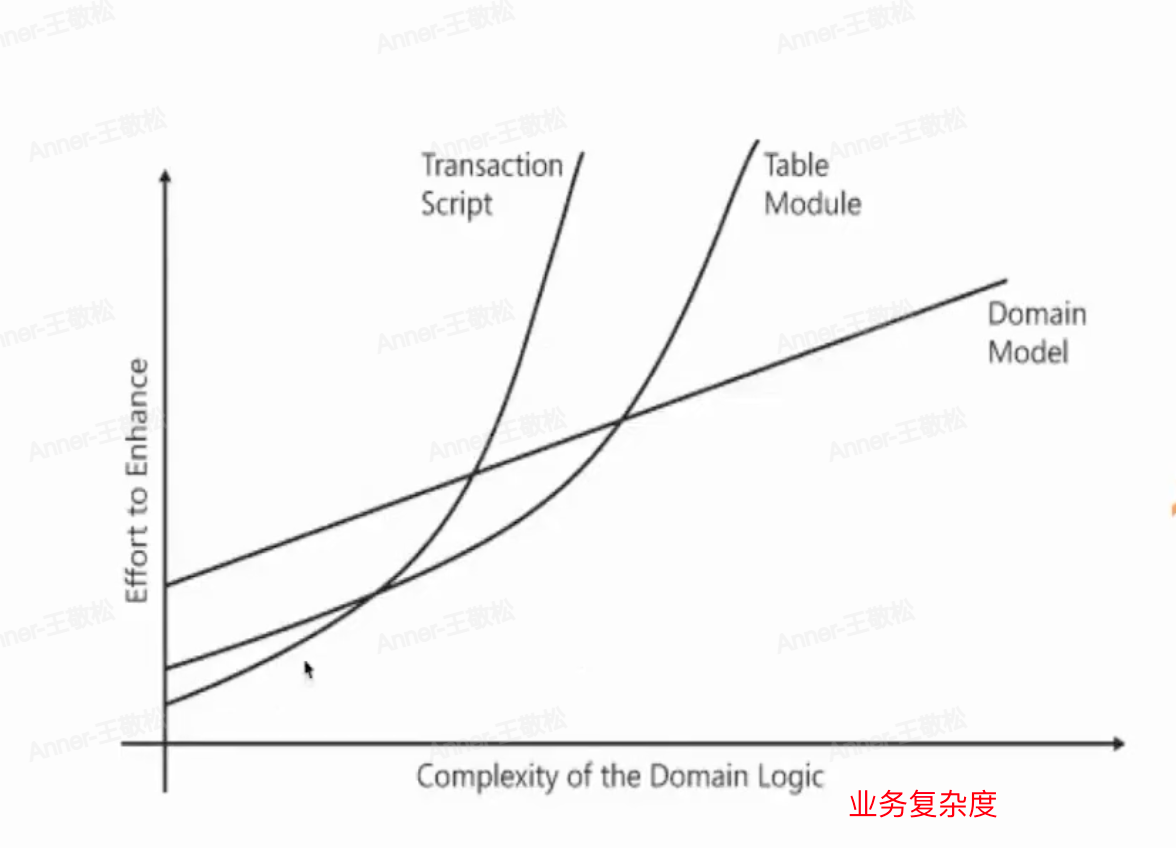 Transaction
Script
Table
Module
Domain
Model
Effort to Enhance
Complexity of the Domain Logic
业务复杂度
Anner-王敬松